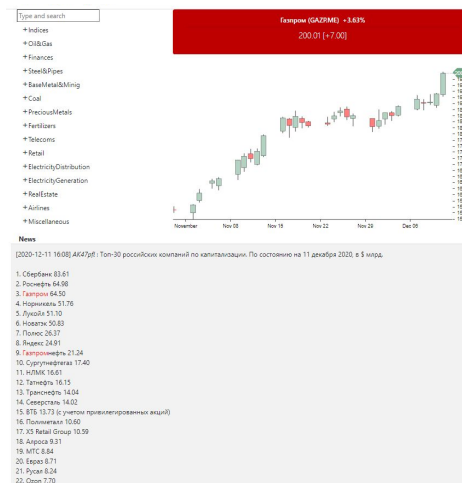 Type and search
+Indices
+Oil&Gas
+Finances
+Steel&Pipes
+BaseMetal&Minig
+Coal
+PreciousMetals
+Fertilizers
+Telecoms
+Retail
+ElectricityDistribution
+ElectricityGeneration
+RealEstate
+Airlines
+Miscellaneous
Газпром (GAZP.ME) +3.63%
200.01 [+7.00]
November Nov 08 Nov 15 Nov 22 Nov 29 Dec 06
News
[2020-12-11 16:08] AK47pfl : Топ-30 российских компаний по капитализации. По состоянию на 11 декабря 2020, в $ млрд.
1. Сбербанк 83.61
2. Роснефть 64.98
3. Газпром 64.50
4. Норникель 51.76
5. Лукойл 51.10
6. Новатэк 50.83
7. Полюс 26.37
8. Яндекс 24.91
9. Газпромнефть 21.24
10. Сургутнефтегаз 17.40
11. НЛМК 16.61
12. Татнефть 16.15
13. Транснефть 14.04
14. Северсталь 14.02
15. ВТБ 13.73 (с учетом привилегированных акций)
16. Полиметалл 10.60
17. X5 Retail Group 10.59
18. Алроса 9.31
19. МТС 8.84
20. Евраз 8.71
21. Русал 8.24
22. Ozon 7.70